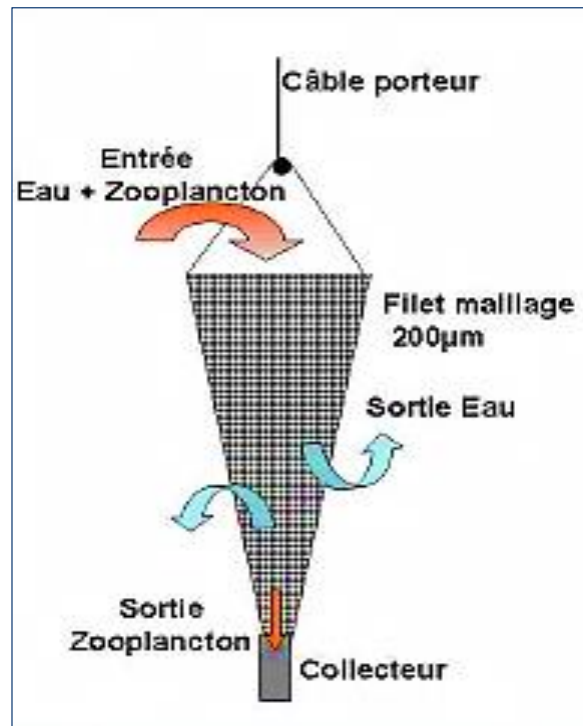 Câble porteur
Entrée
Eau + Zooplancton
Filet maillage
200µm
Sortie Eau
Sortie
Zooplancton
Collecteur